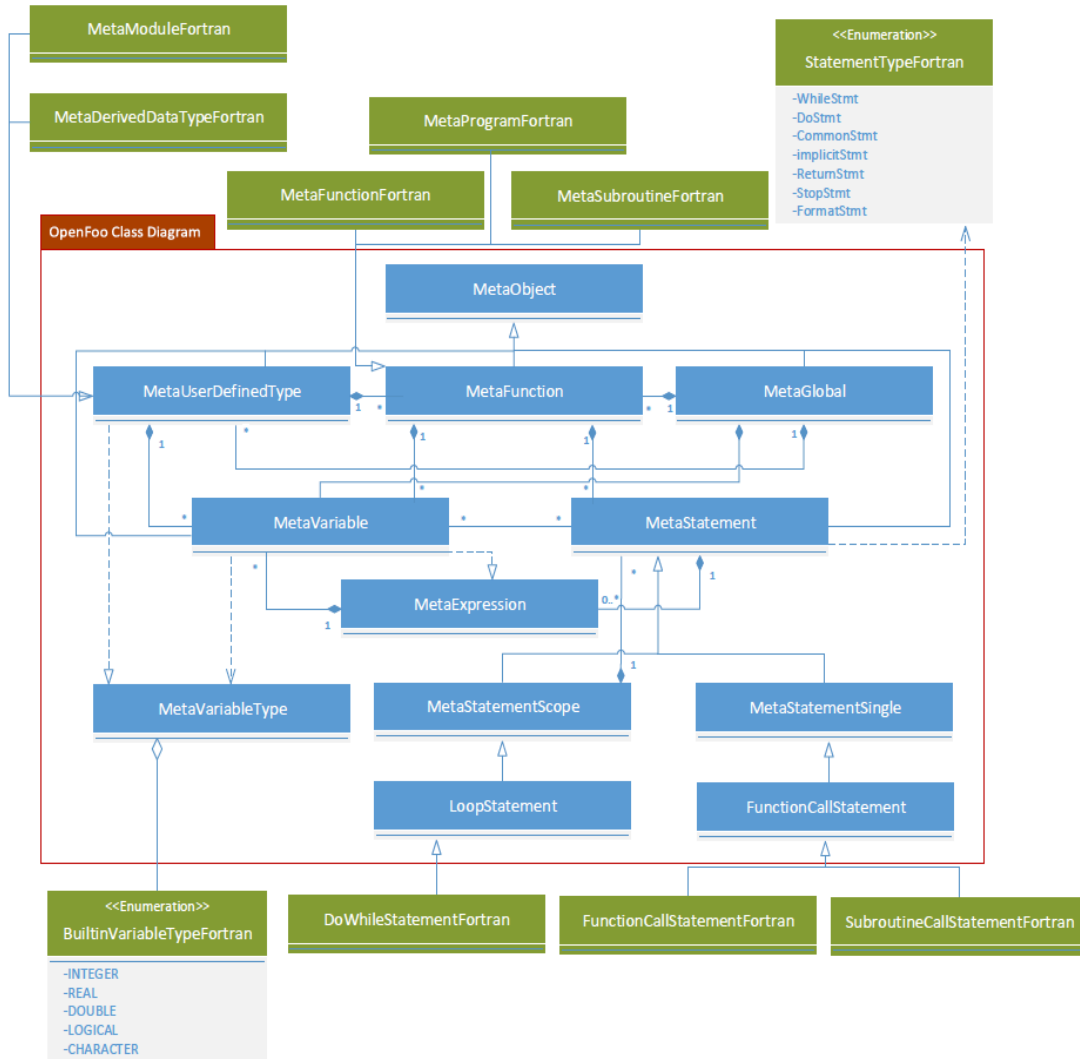 MetaModuleFortran
<<Enumeration>>
StatementTypeFortran
-WhileStmt
-DoStmt
-CommonStmt
-implicitStmt
-ReturnStmt
-StopStmt
-FormatStmt
MetaDerivedDataTypeFortran
MetaProgramFortran
MetaFunctionFortran
MetaSubroutineFortran
OpenFoo Class Diagram
MetaObject
MetaUserDefinedType
1
*
MetaFunction
*
1
MetaGlobal
1
*
1
1
1
*
*
*
MetaVariable
*
*
MetaStatement
*
*
1
MetaExpression
1
0..*
1
MetaVariableType
MetaStatementScope
MetaStatementSingle
LoopStatement
FunctionCallStatement
<<Enumeration>>
BuiltinVariableTypeFortran
-INTEGER
-REAL
-DOUBLE
-LOGICAL
-CHARACTER
DoWhileStatementFortran
FunctionCallStatementFortran
SubroutineCallStatementFortran